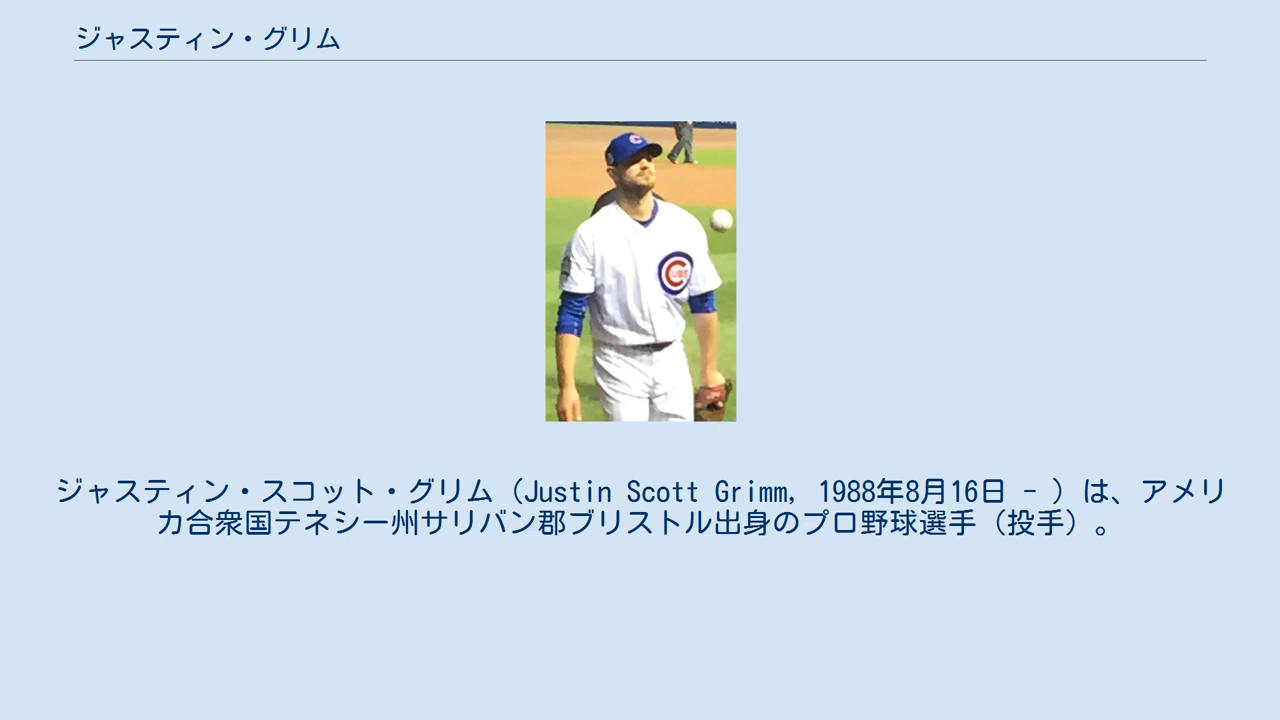 ジャスティン・グリム
ジャスティン・スコット・グリム（Justin Scott Grimm, 1988年8月16日 - ）は、アメリ
カ合衆国テネシー州サリバン郡ブリストル出身のプロ野球選手（投手）。